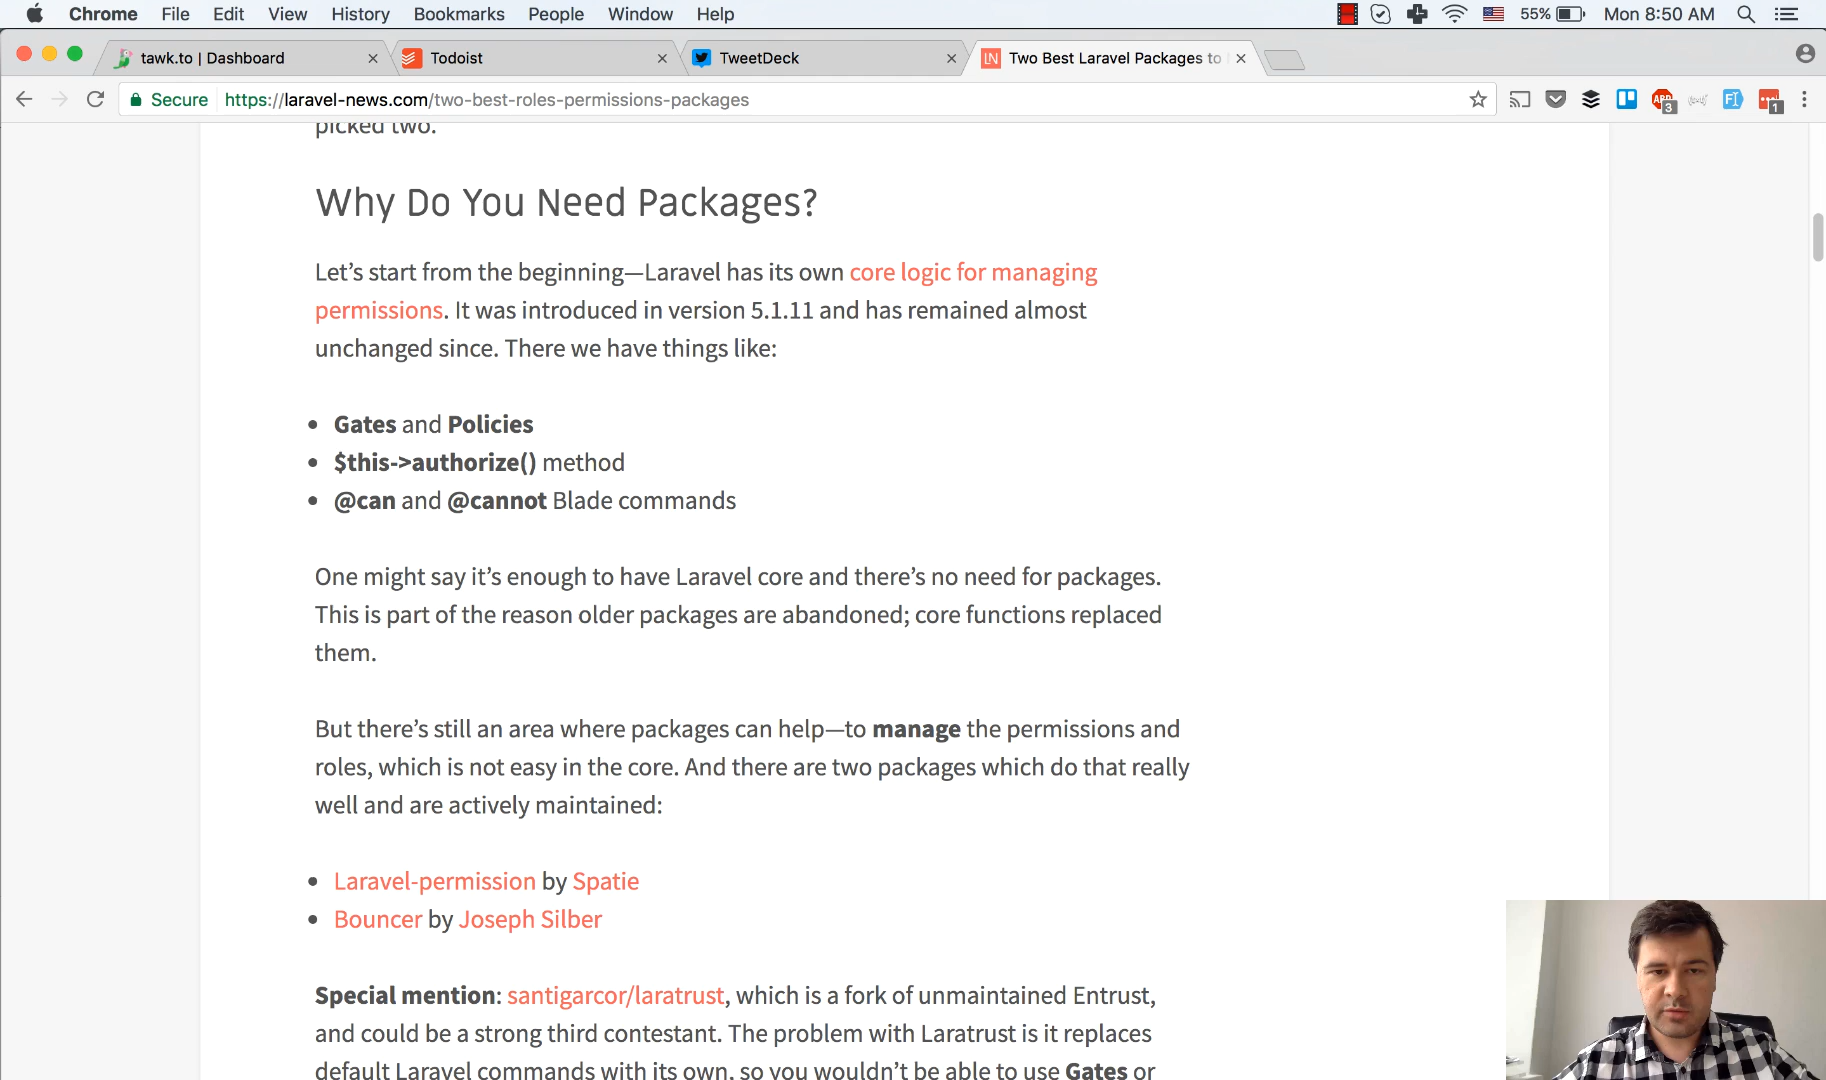 Chrome File Edit View History Bookmarks People Window Help 55% Mon 8:50 AM
tawk.to | Dashboard Todoist TweetDeck LN Two Best Laravel Packages to
Secure https://laravel-news.com/two-best-roles-permissions-packages ABP 3 1
picked two.
Why Do You Need Packages?
Let’s start from the beginning—Laravel has its own core logic for managing
permissions. It was introduced in version 5.1.11 and has remained almost
unchanged since. There we have things like:
• Gates and Policies
• $this->authorize() method
• @can and @cannot Blade commands
One might say it’s enough to have Laravel core and there’s no need for packages.
This is part of the reason older packages are abandoned; core functions replaced
them.
But there’s still an area where packages can help—to manage the permissions and
roles, which is not easy in the core. And there are two packages which do that really
well and are actively maintained:
• Laravel-permission by Spatie
• Bouncer by Joseph Silber
Special mention: santigarcor/laratrust, which is a fork of unmaintained Entrust,
and could be a strong third contestant. The problem with Laratrust is it replaces
default Laravel commands with its own, so you wouldn’t be able to use Gates or